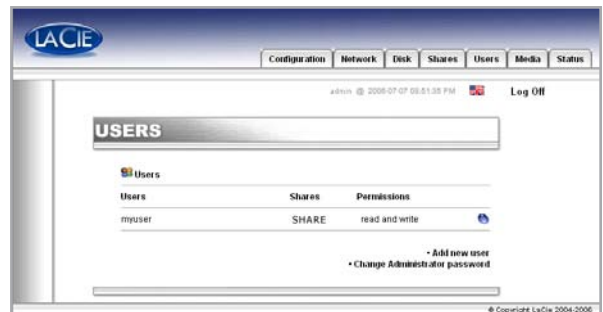 LACIE
Configuration Network Disk Shares Users Media Status
admin @ 2006-07-07 03:51:35 PM Log Off
USERS
Users
Users Shares Permissions
myuser SHARE read and write
• Add new user
• Change Administrator password
© Copyright LaCie 2004-2006